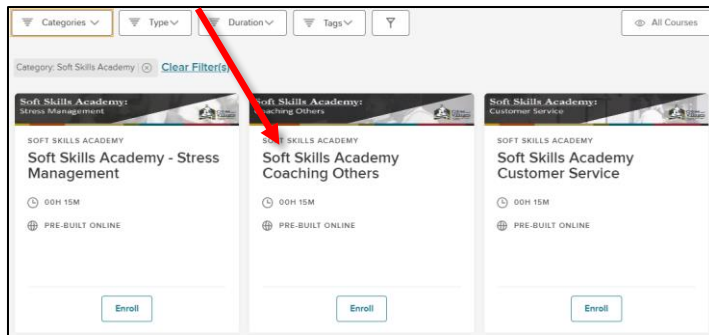 Categories
Type
Duration
Tags
All Courses
Category: Soft Skills Academy
Clear Filter(s)
Soft Skills Academy:
Stress Management
Soft Skills Academy:
Coaching Others
Soft Skills Academy:
Customer Service
SOFT SKILLS ACADEMY
Soft Skills Academy - Stress
Management
00H 15M
PRE-BUILT ONLINE
Enroll
SOFT SKILLS ACADEMY
Soft Skills Academy
Coaching Others
00H 15M
PRE-BUILT ONLINE
Enroll
SOFT SKILLS ACADEMY
Soft Skills Academy
Customer Service
00H 15M
PRE-BUILT ONLINE
Enroll